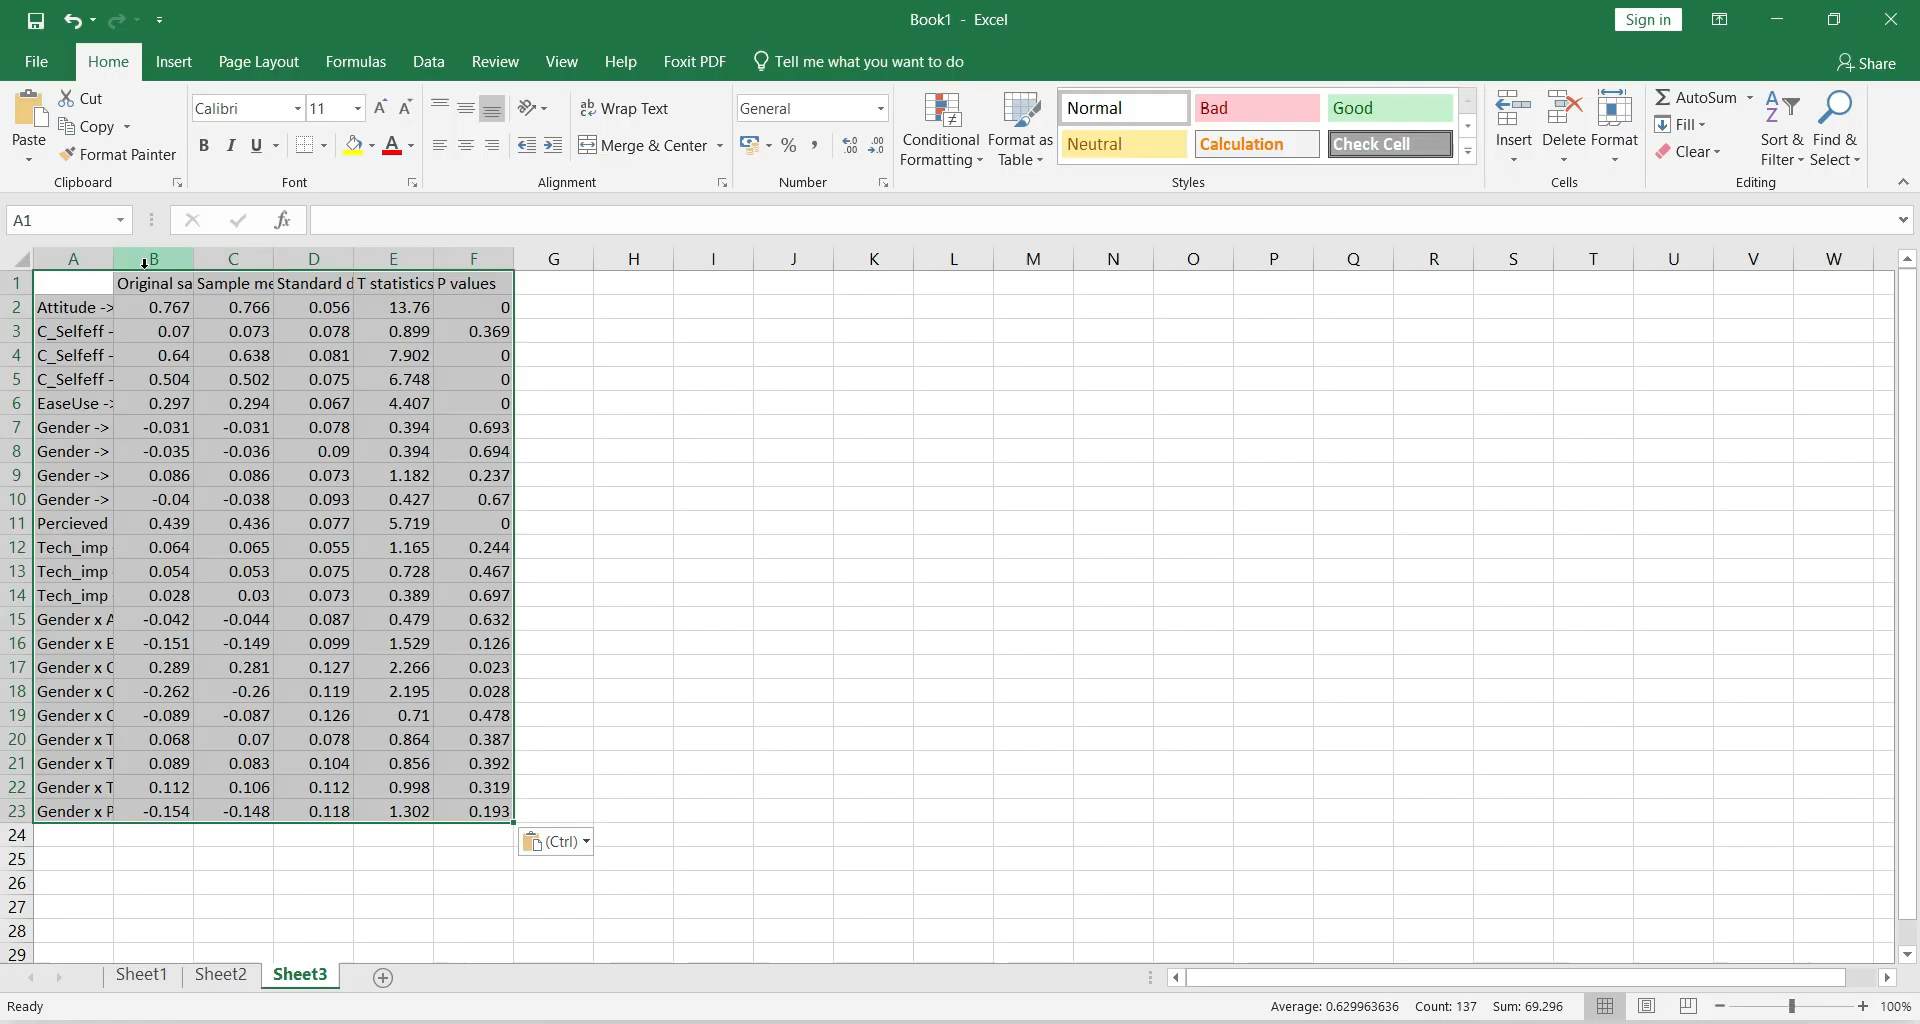 Book1 - Excel
Sign in
File Home Insert Page Layout Formulas Data Review View Help Foxit PDF Tell me what you want to do Share
Paste
Cut
Copy
Format Painter
Clipboard
Calibri 11
B I U
Font
Wrap Text
Merge & Center
Alignment
General
% ,
Number
Conditional Formatting
Format as Table
Normal Bad Good
Neutral Calculation Check Cell
Styles
Insert Delete Format
Cells
AutoSum
Fill
Clear
Sort & Filter
Find & Select
Editing
A1 fx
A B C D E F G H I J K L M N O P Q R S T U V W
1 Original sa Sample me Standard d T statistics P values
2 Attitude -> 0.767 0.766 0.056 13.76 0
3 C_Selfeff - 0.07 0.073 0.078 0.899 0.369
4 C_Selfeff - 0.64 0.638 0.081 7.902 0
5 C_Selfeff - 0.504 0.502 0.075 6.748 0
6 EaseUse -> 0.297 0.294 0.067 4.407 0
7 Gender -> -0.031 -0.031 0.078 0.394 0.693
8 Gender -> -0.035 -0.036 0.09 0.394 0.694
9 Gender -> 0.086 0.086 0.073 1.182 0.237
10 Gender -> -0.04 -0.038 0.093 0.427 0.67
11 Percieved 0.439 0.436 0.077 5.719 0
12 Tech_imp 0.064 0.065 0.055 1.165 0.244
13 Tech_imp 0.054 0.053 0.075 0.728 0.467
14 Tech_imp 0.028 0.03 0.073 0.389 0.697
15 Gender x A -0.042 -0.044 0.087 0.479 0.632
16 Gender x E -0.151 -0.149 0.099 1.529 0.126
17 Gender x C 0.289 0.281 0.127 2.266 0.023
18 Gender x C -0.262 -0.26 0.119 2.195 0.028
19 Gender x C -0.089 -0.087 0.126 0.71 0.478
20 Gender x T 0.068 0.07 0.078 0.864 0.387
21 Gender x T 0.089 0.083 0.104 0.856 0.392
22 Gender x T 0.112 0.106 0.112 0.998 0.319
23 Gender x P -0.154 -0.148 0.118 1.302 0.193
24
(Ctrl)
25
26
27
28
29
Sheet1 Sheet2 Sheet3
Ready Average: 0.629963636 Count: 137 Sum: 69.296 100%